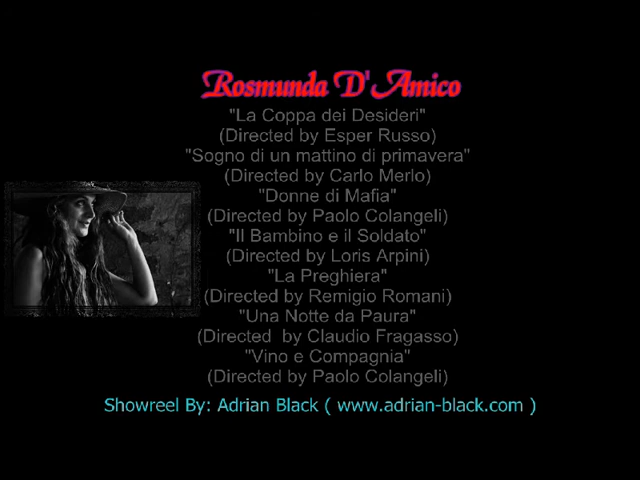 Rosmunda D'Amico
"La Coppa dei Desideri"
(Directed by Esper Russo)
"Sogno di un mattino di primavera"
(Directed by Carlo Merlo)
"Donne di Mafia"
(Directed by Paolo Colangeli)
"Il Bambino e il Soldato"
(Directed by Loris Arpini)
"La Preghiera"
(Directed by Remigio Romani)
"Una Notte da Paura"
(Directed  by Claudio Fragasso)
"Vino e Compagnia"
(Directed by Paolo Colangeli)
Showreel By: Adrian Black ( www.adrian-black.com )